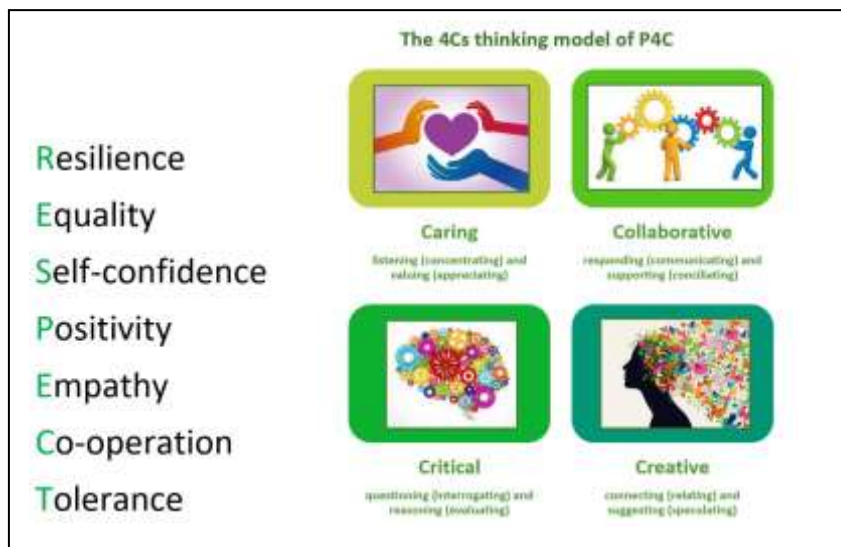 The 4Cs thinking model of P4C
Resilience
Equality
Self-confidence
Positivity
Empathy
Co-operation
Tolerance
Caring
listening (concentrating) and
valuing (appreciating)
Collaborative
responding (communicating) and
supporting (conciliating)
Critical
questioning (interrogating) and
reasoning (evaluating)
Creative
connecting (relating) and
suggesting (speculating)